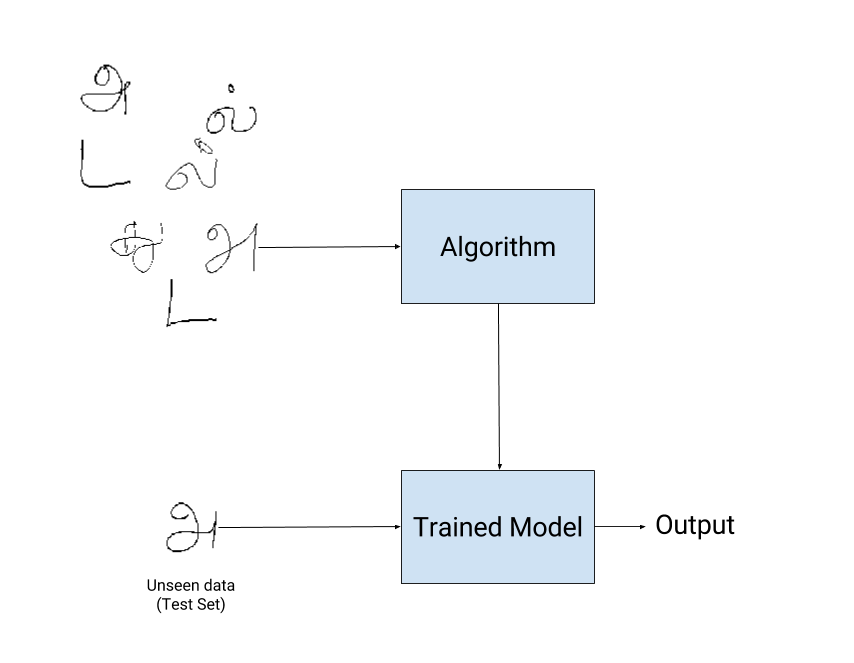 அ
ல்
ட
ல்
அ
Algorithm
ட
அ
Trained Model
Output
Unseen data
(Test Set)